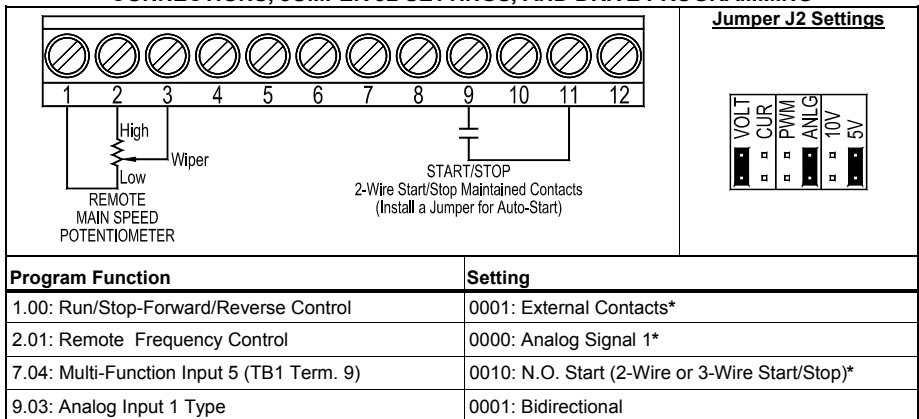 CONNECTIONS, JUMPER J2 SETTINGS, AND DRIVE PROGRAMMING
Jumper J2 Settings
1 2 3 4 5 6 7 8 9 10 11 12
High
Wiper
Low
REMOTE
MAIN SPEED
POTENTIOMETER
START/STOP
2-Wire Start/Stop Maintained Contacts
(Install a Jumper for Auto-Start)
VOLT
CUR
PWM
ANLG
10V
5V
Program Function Setting
1.00: Run/Stop-Forward/Reverse Control 0001: External Contacts*
2.01: Remote Frequency Control 0000: Analog Signal 1*
7.04: Multi-Function Input 5 (TB1 Term. 9) 0010: N.O. Start (2-Wire or 3-Wire Start/Stop)*
9.03: Analog Input 1 Type 0001: Bidirectional